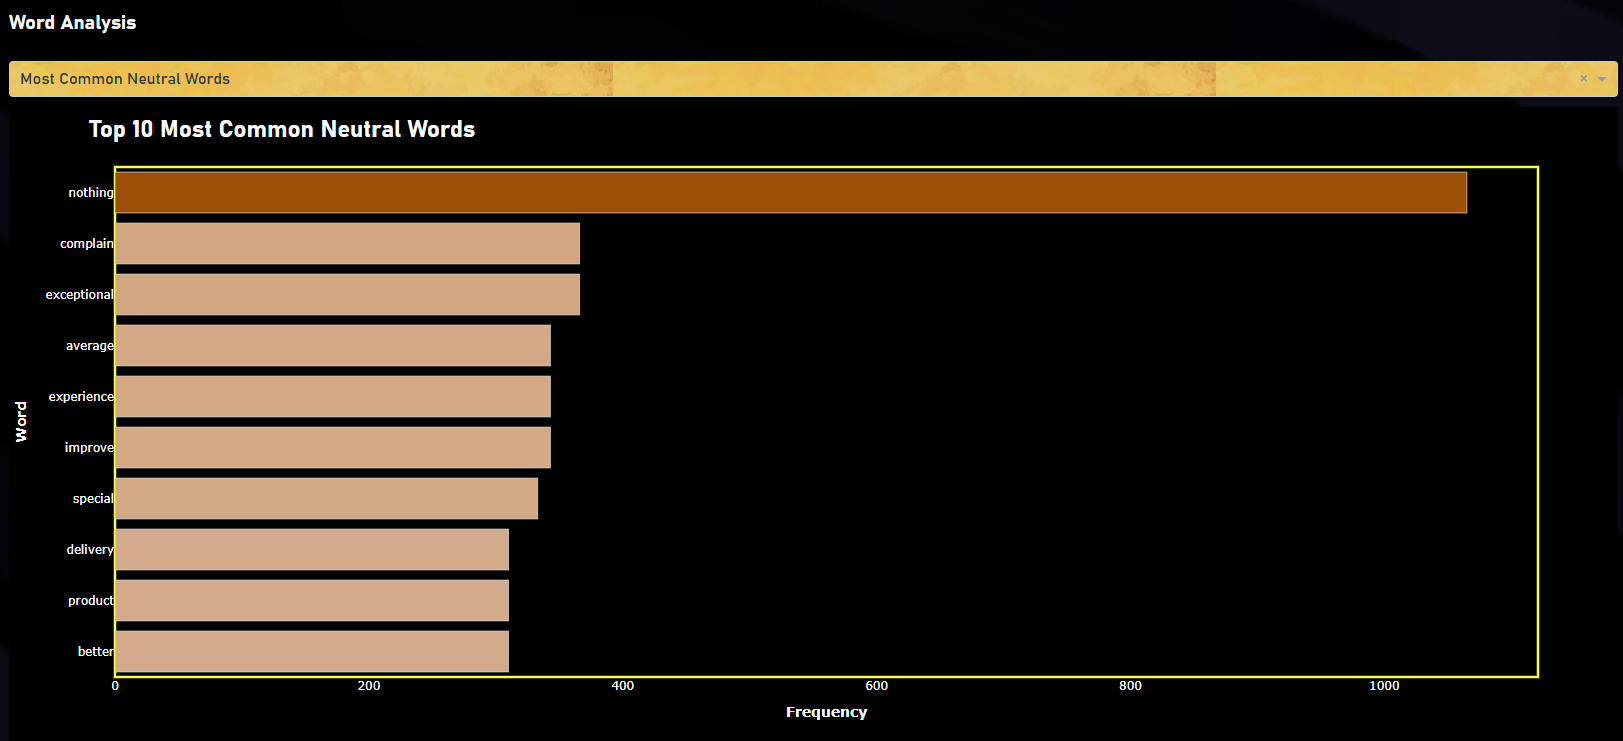 Word Analysis
Most Common Neutral Words
× 
Top 10 Most Common Neutral Words
nothing
complain
exceptional
average
experience
improve
special
delivery
product
better
Word
0 200 400 600 800 1000
Frequency